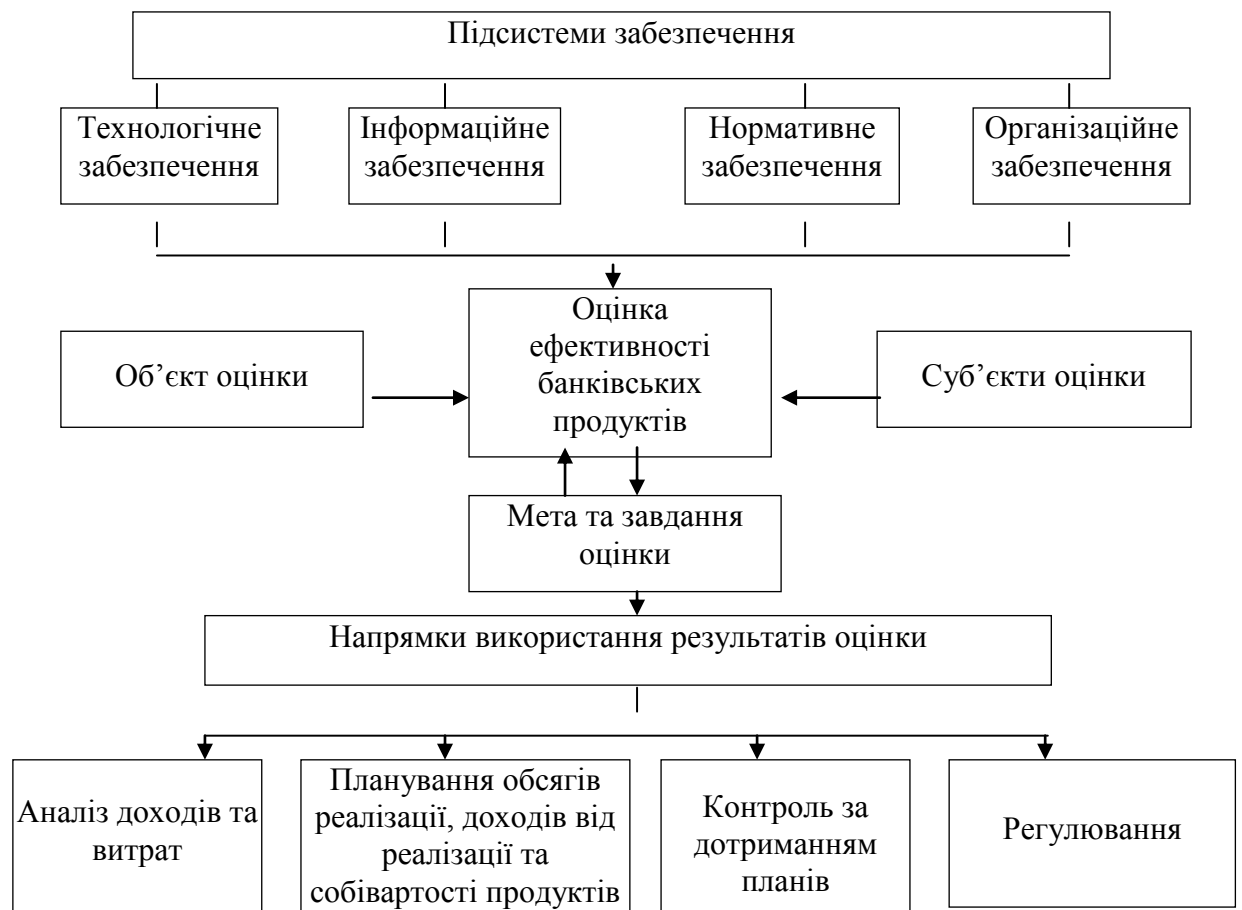 Підсистеми забезпечення
Технологічне
забезпечення
Інформаційне
забезпечення
Нормативне
забезпечення
Організаційне
забезпечення
Оцінка
ефективності
банківських
продуктів
Об’єкт оцінки
Суб’єкти оцінки
Мета та завдання
оцінки
Напрямки використання результатів оцінки
Аналіз доходів та
витрат
Планування обсягів
реалізації, доходів від
реалізації та
собівартості продуктів
Контроль за
дотриманням
планів
Регулювання